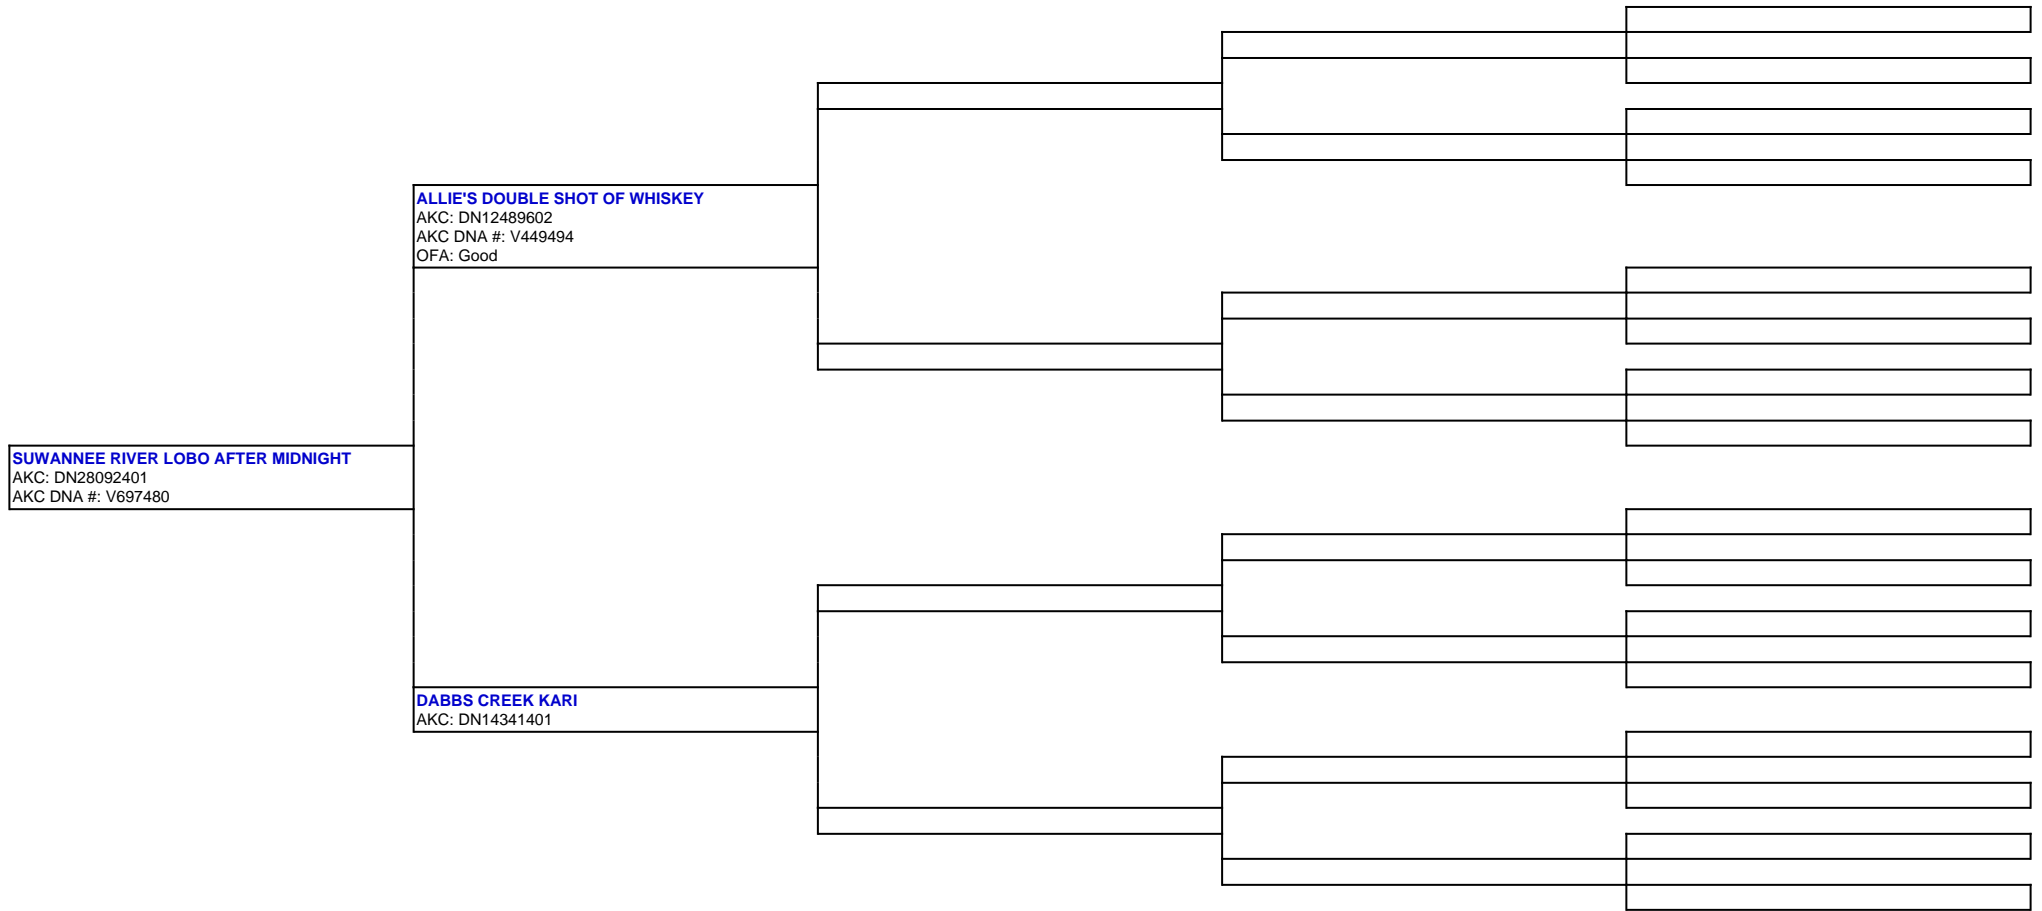 ALLIE'S DOUBLE SHOT OF WHISKEY
AKC: DN12489602
AKC DNA #: V449494
OFA: Good
SUWANNEE RIVER LOBO AFTER MIDNIGHT
AKC: DN28092401
AKC DNA #: V697480
DABBS CREEK KARI
AKC: DN14341401